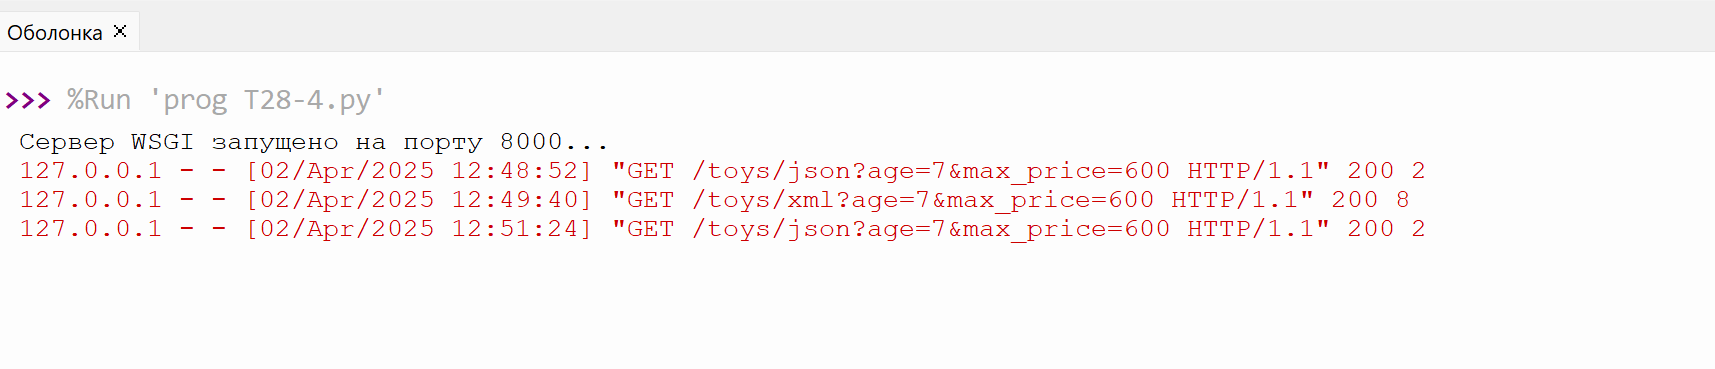 Оболонка ×
>>> %Run 'prog T28-4.py'
Сервер WSGI запущено на порту 8000...
127.0.0.1 - - [02/Apr/2025 12:48:52] "GET /toys/json?age=7&max_price=600 HTTP/1.1" 200 2
127.0.0.1 - - [02/Apr/2025 12:49:40] "GET /toys/xml?age=7&max_price=600 HTTP/1.1" 200 8
127.0.0.1 - - [02/Apr/2025 12:51:24] "GET /toys/json?age=7&max_price=600 HTTP/1.1" 200 2